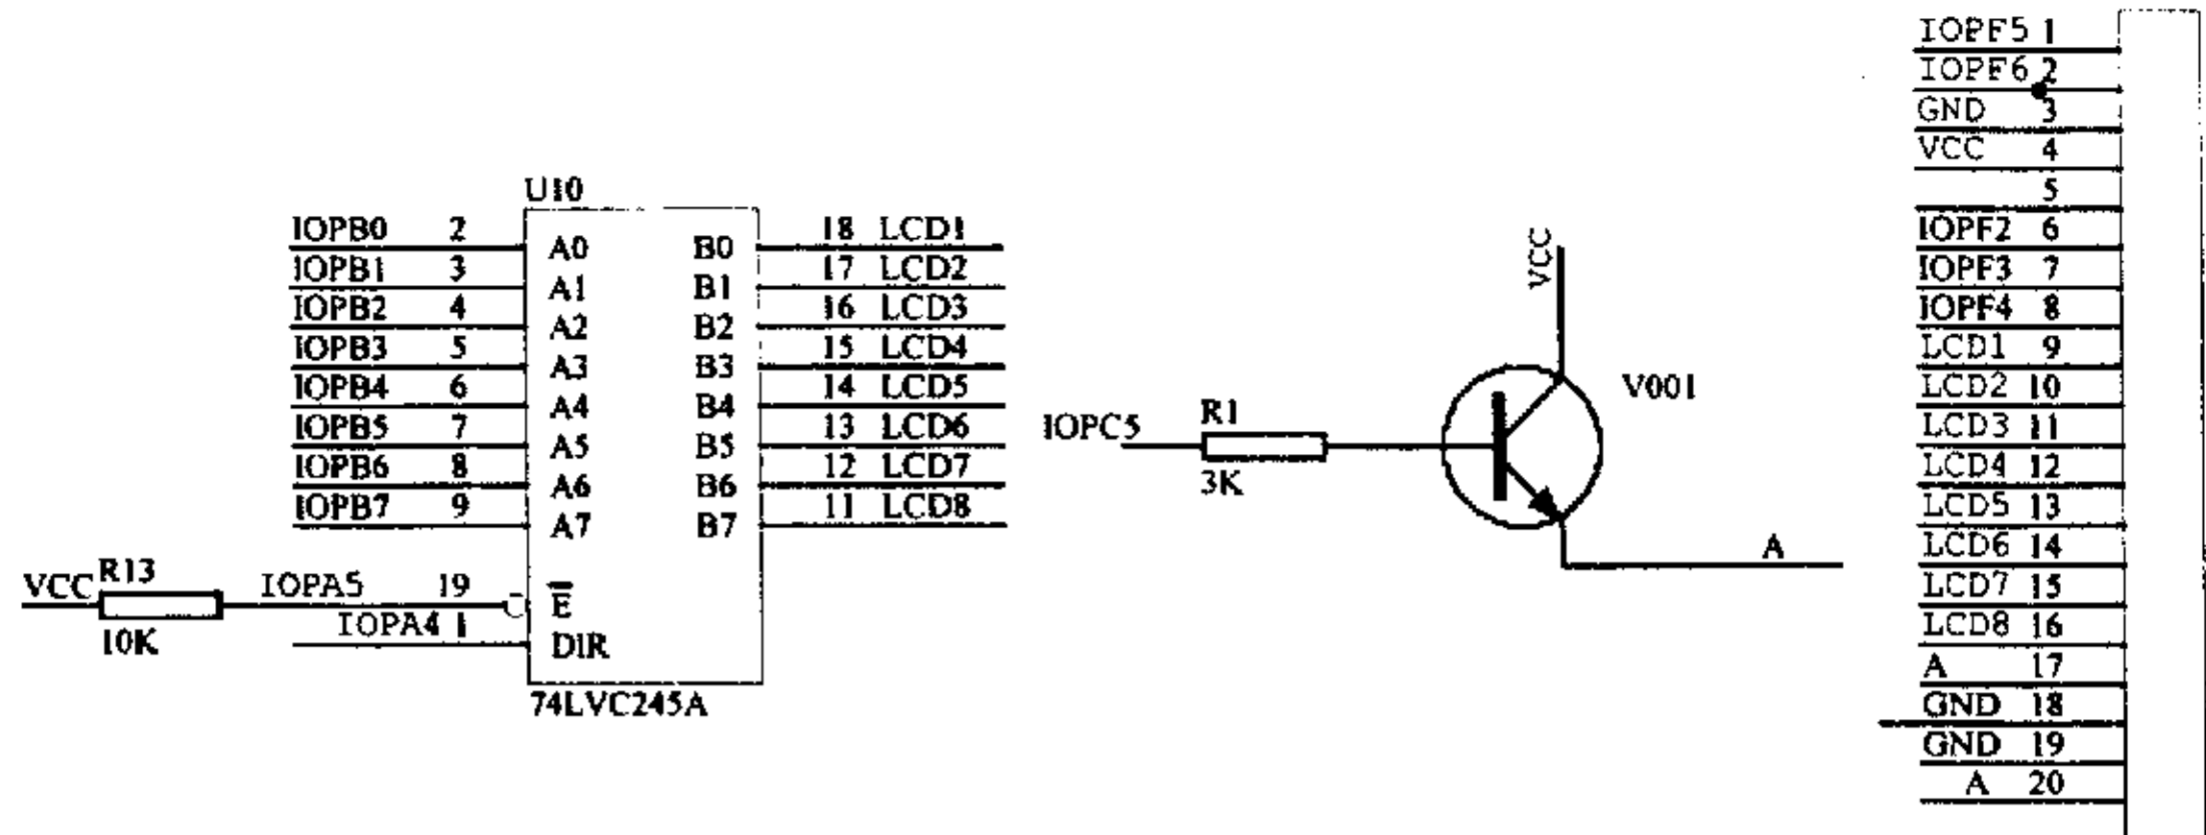 U10
IOPB0 2 A0 B0 18 LCD1
IOPB1 3 A1 B1 17 LCD2
IOPB2 4 A2 B2 16 LCD3
IOPB3 5 A3 B3 15 LCD4
IOPB4 6 A4 B4 14 LCD5
IOPB5 7 A5 B5 13 LCD6
IOPB6 8 A6 B6 12 LCD7
IOPB7 9 A7 B7 11 LCD8
VCC R13 IOPA5 19 E
10K IOPA4 1 DIR
74LVC245A
VCC
V001
IOPC5 R1
3K
A
IOPF5 1
IOPF6 2
GND 3
VCC 4
5
IOPF2 6
IOPF3 7
IOPF4 8
LCD1 9
LCD2 10
LCD3 11
LCD4 12
LCD5 13
LCD6 14
LCD7 15
LCD8 16
A 17
GND 18
GND 19
A 20